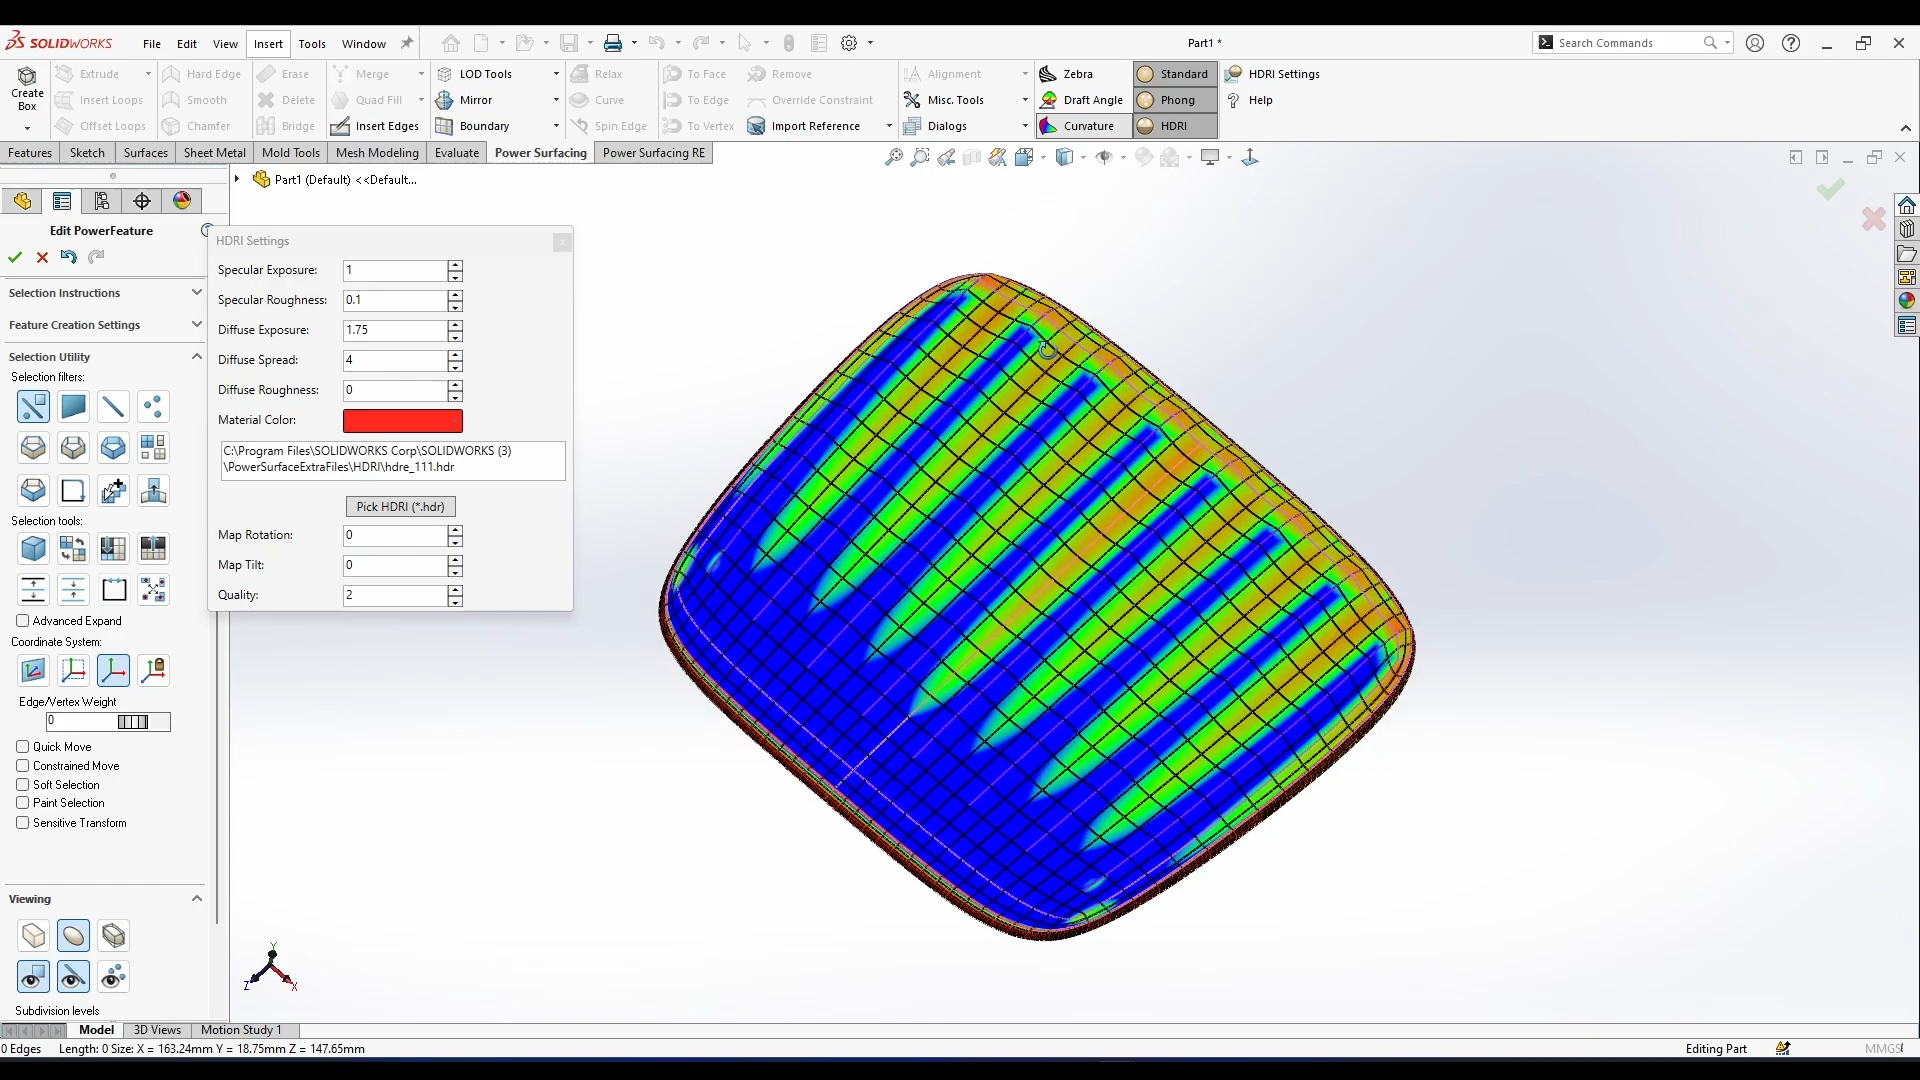 SOLIDWORKS File Edit View Insert Tools Window Part1 * Search Commands
Create Box
Extrude Hard Edge Erase Merge LOD Tools Relax To Face Remove Alignment Zebra Standard HDRI Settings
Insert Loops Smooth Delete Quad Fill Mirror Curve To Edge Override Constraint Misc. Tools Draft Angle Phong Help
Offset Loops Chamfer Bridge Insert Edges Boundary Spin Edge To Vertex Import Reference Dialogs Curvature HDRI
Features Sketch Surfaces Sheet Metal Mold Tools Mesh Modeling Evaluate Power Surfacing Power Surfacing RE
Part1 (Default) <<Default...
Edit PowerFeature
Selection Instructions
Feature Creation Settings
Selection Utility
Selection filters:
Selection tools:
Advanced Expand
Coordinate System:
Edge/Vertex Weight
0
Quick Move
Constrained Move
Soft Selection
Paint Selection
Sensitive Transform
Viewing
Subdivision levels
HDRI Settings
Specular Exposure: 1
Specular Roughness: 0.1
Diffuse Exposure: 1.75
Diffuse Spread: 4
Diffuse Roughness: 0
Material Color:
C:\Program Files\SOLIDWORKS Corp\SOLIDWORKS (3)
\PowerSurfaceExtraFiles\HDRI\hdre_111.hdr
Pick HDRI (*.hdr)
Map Rotation: 0
Map Tilt: 0
Quality: 2
Y
Z X
Model 3D Views Motion Study 1
0 Edges Length: 0 Size: X = 163.24mm Y = 18.75mm Z = 147.65mm Editing Part MMGS